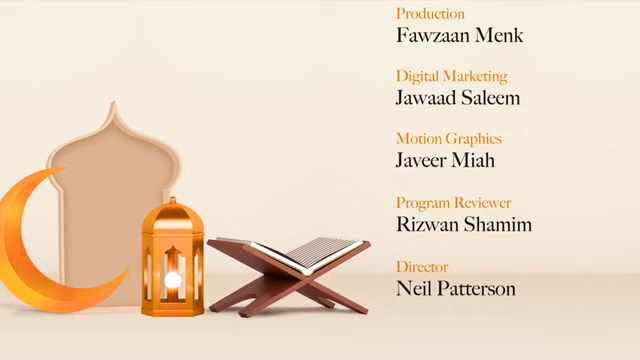 Production
Fawzaan Menk
Digital Marketing
Jawaad Saleem
Motion Graphics
Javeer Miah
Program Reviewer
Rizwan Shamim
Director
Neil Patterson